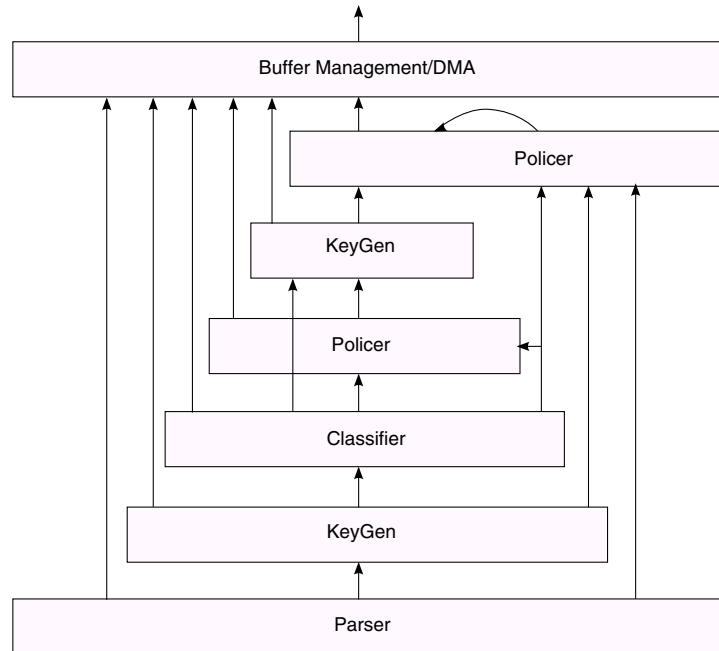 Buffer Management/DMA
Policer
KeyGen
Policer
Classifier
KeyGen
Parser